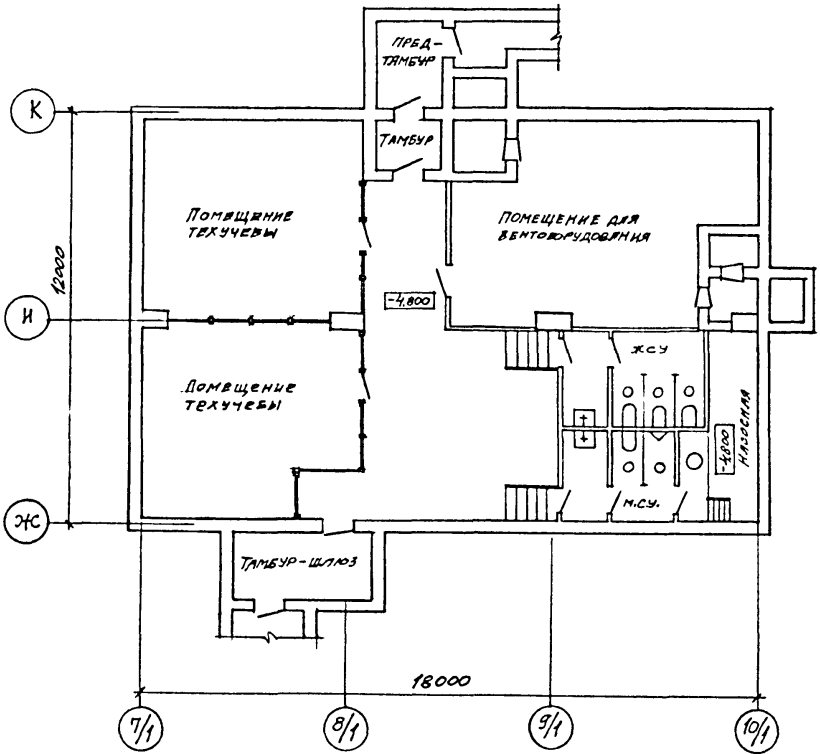 ПРЕД-
ТАМБУР
К
ТАМБУР
ПОМЕЩЕНИЕ
ТЕХУЧЕБЫ
ПОМЕЩЕНИЕ ДЛЯ
ВЕНТОБОРУДОВАНИЯ
12000
-4.800
И
ЖСУ
ПОМЕЩЕНИЕ
ТЕХУЧЕБЫ
-4.800
НАСОСНАЯ
М.СУ.
Ж
ТАМБУР-ШЛЮЗ
18000
7/1
8/1
9/1
10/1